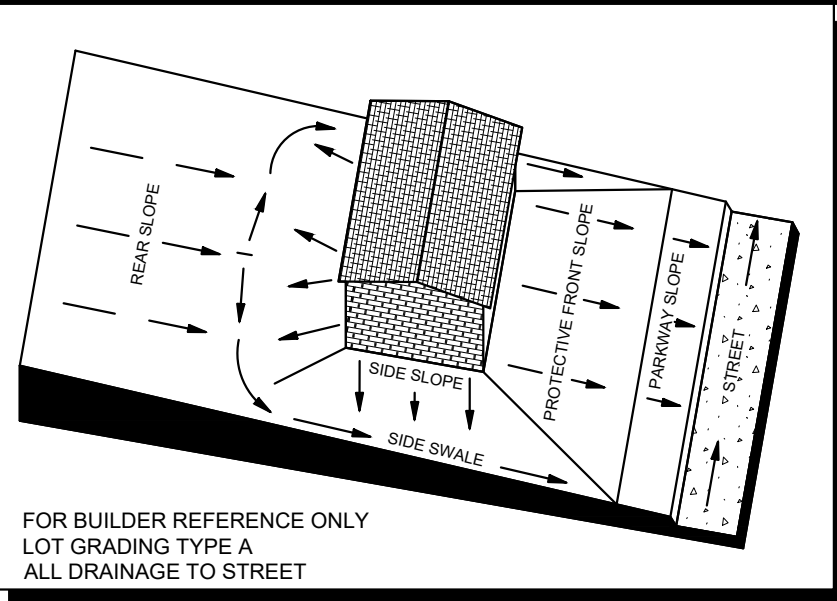 REAR SLOPE
SIDE SLOPE
SIDE SWALE
PROTECTIVE FRONT SLOPE
PARKWAY SLOPE
STREET
FOR BUILDER REFERENCE ONLY
LOT GRADING TYPE A
ALL DRAINAGE TO STREET